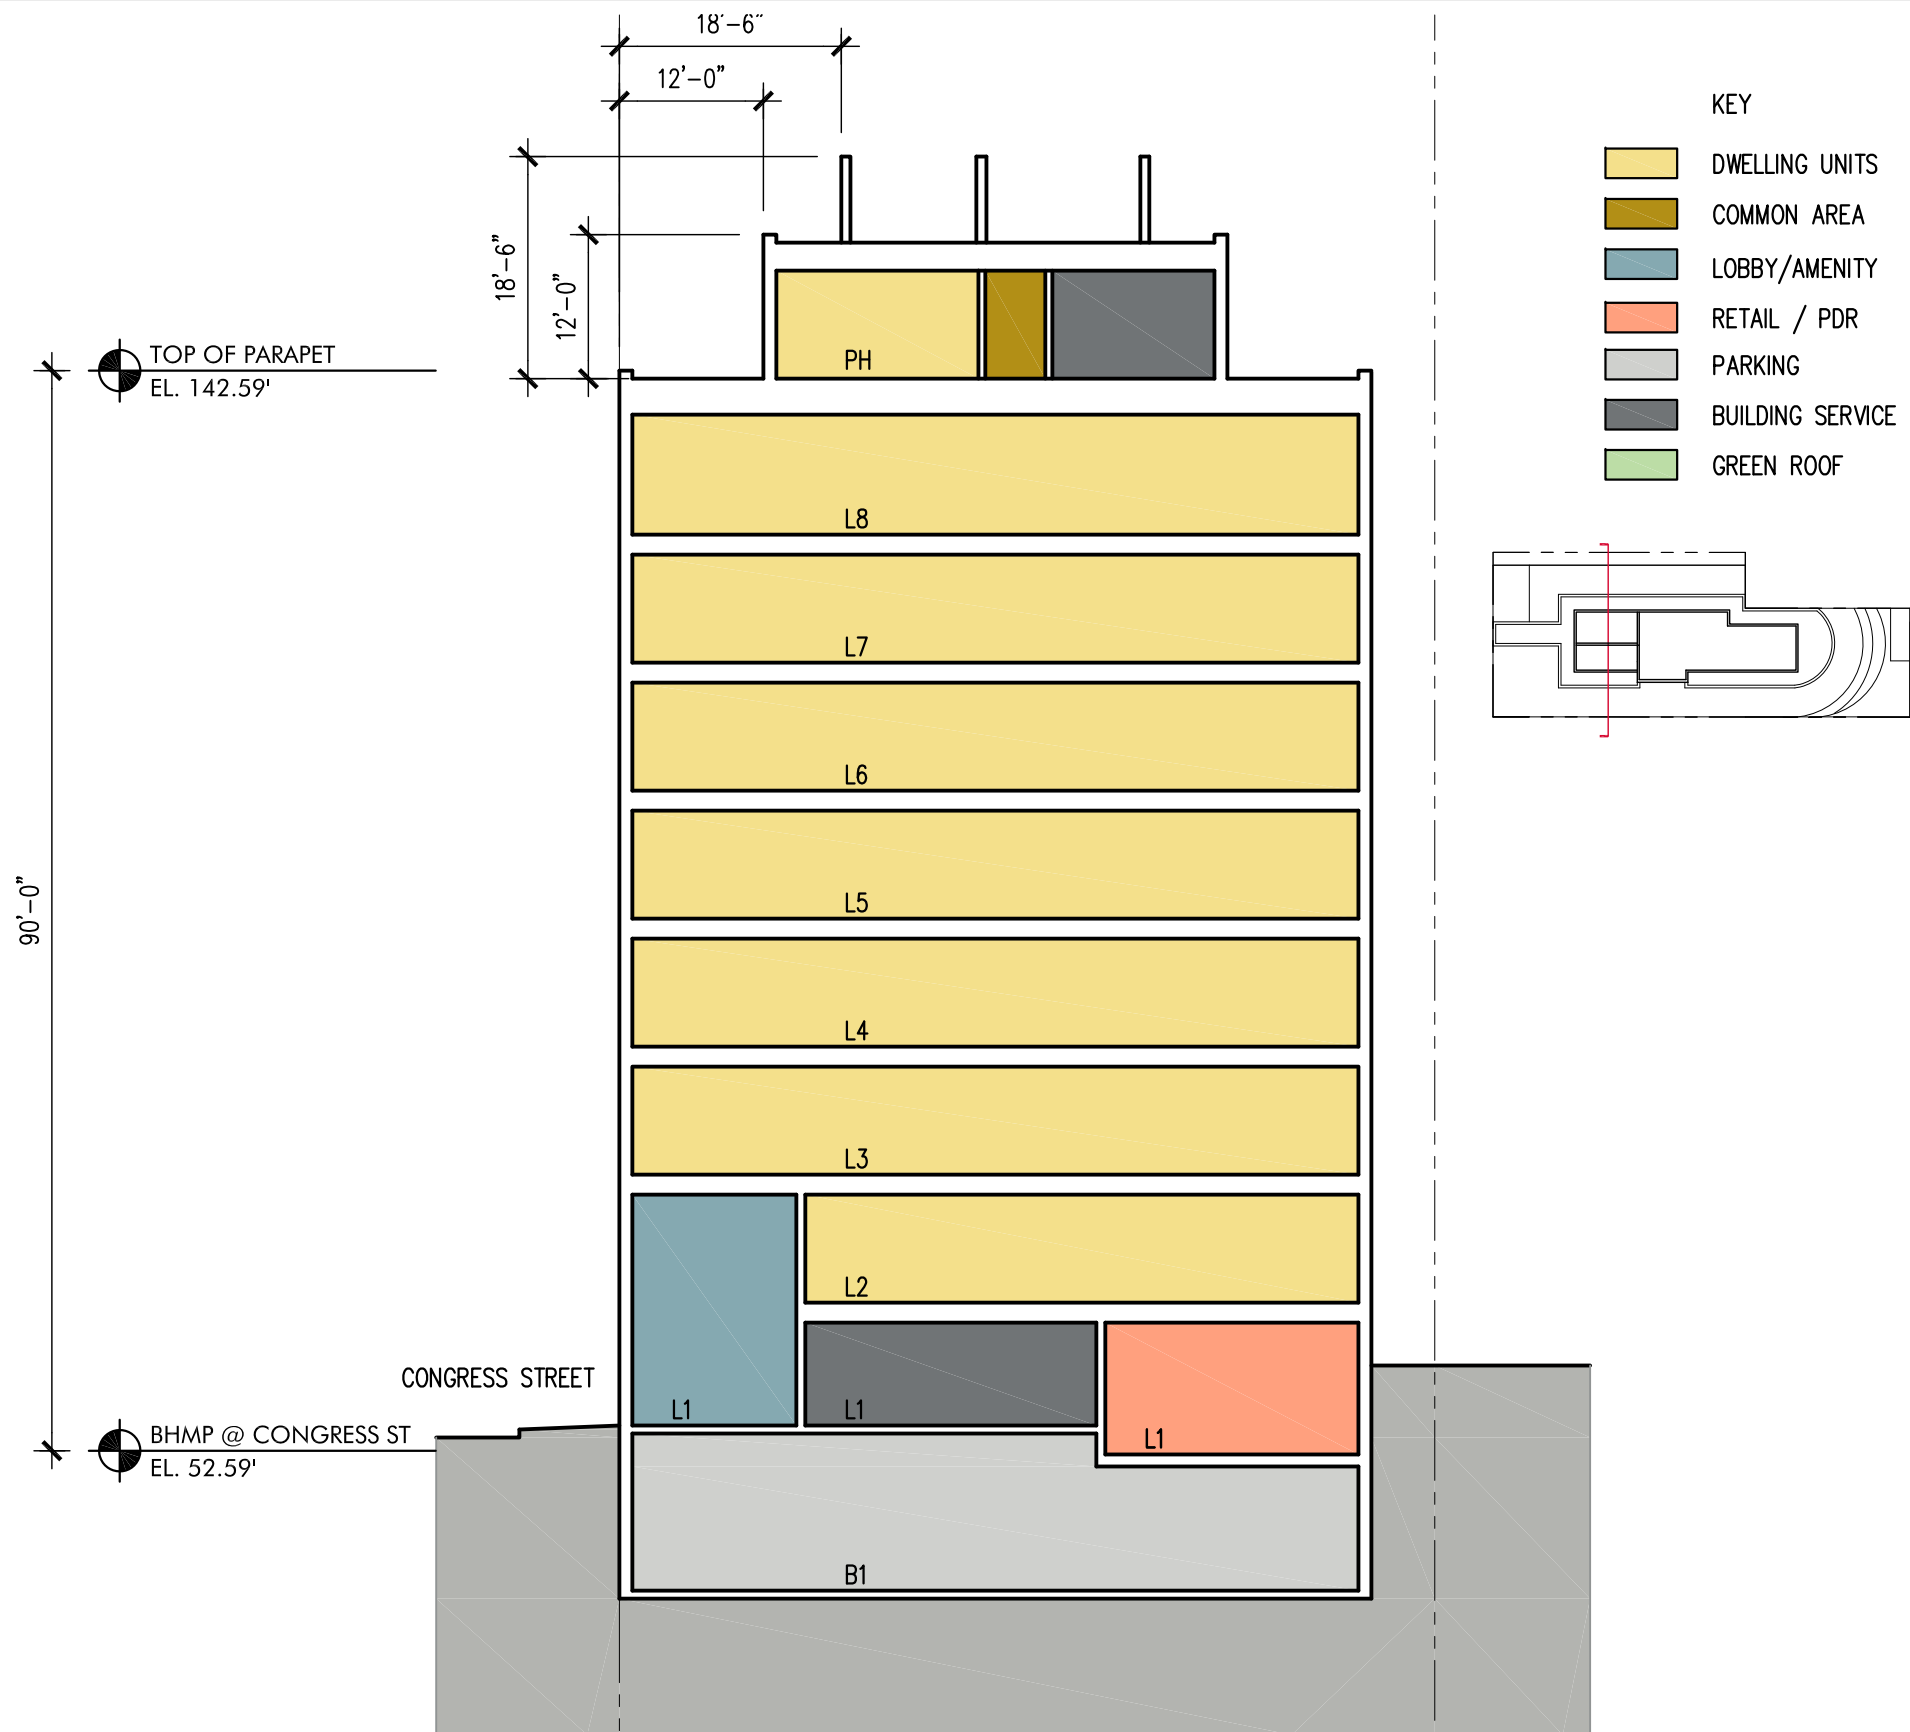 18'-6"
12'-0"
18'-6"
12'-0"
TOP OF PARAPET
EL. 142.59'
90'-0"
PH
L8
L7
L6
L5
L4
L3
L2
L1
L1
L1
B1
CONGRESS STREET
BHMP @ CONGRESS ST
EL. 52.59'
KEY
DWELLING UNITS
COMMON AREA
LOBBY/AMENITY
RETAIL / PDR
PARKING
BUILDING SERVICE
GREEN ROOF